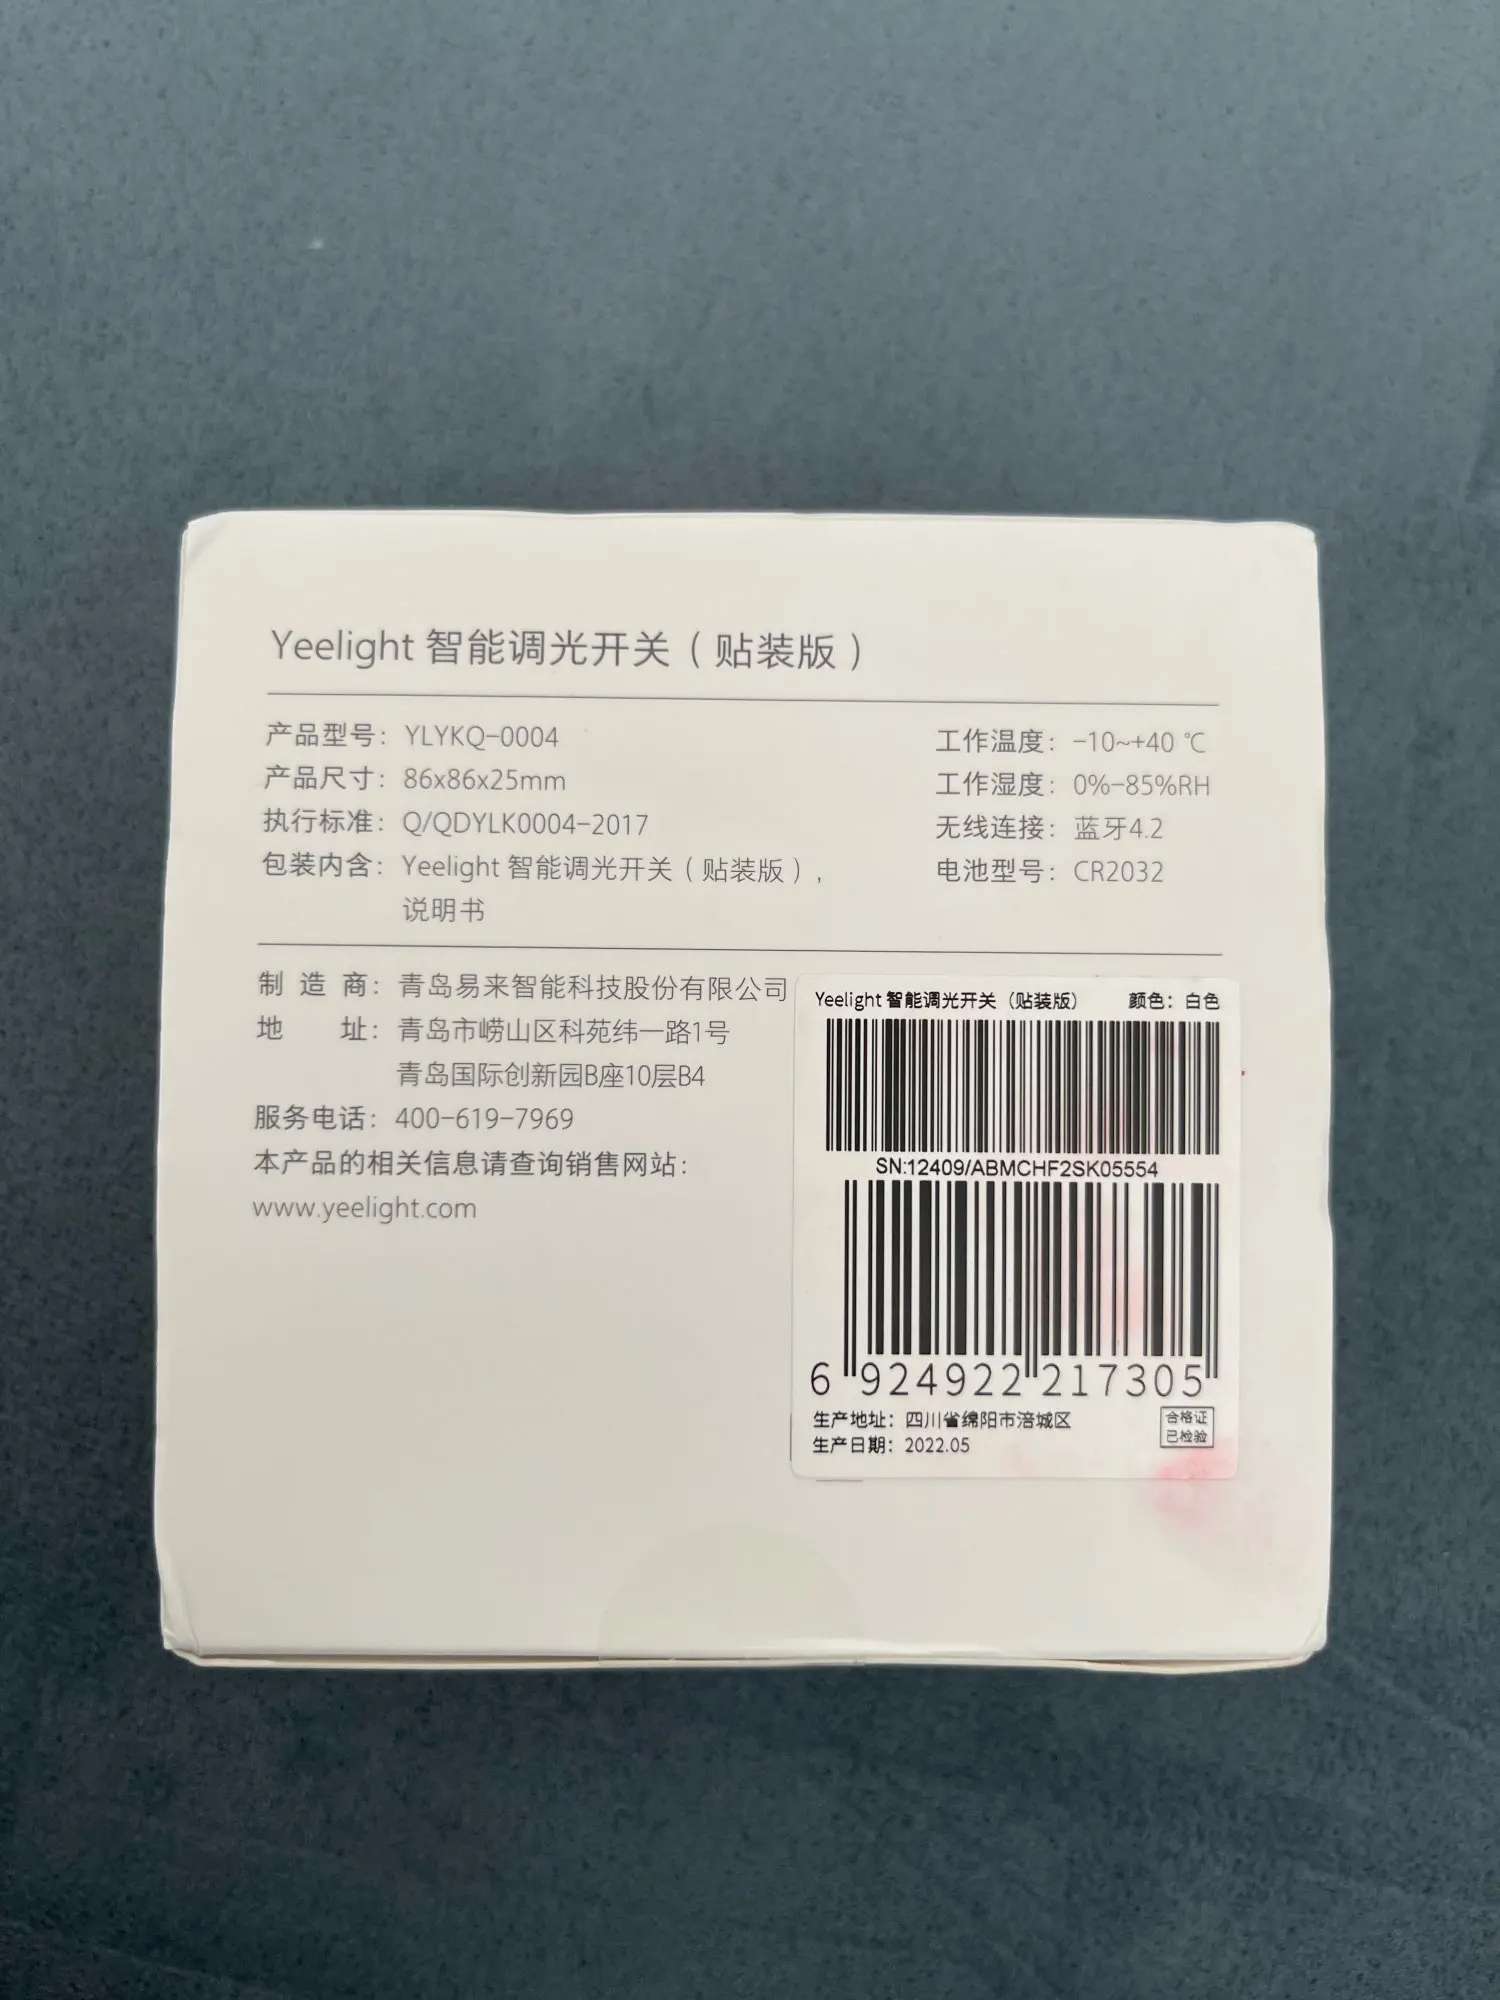 Yeelight 智能调光开关（贴装版）
产品型号：YLYKQ-0004
产品尺寸：86x86x25mm
执行标准：Q/QDYLK0004-2017
包装内含：Yeelight 智能调光开关（贴装版），
说明书
工作温度：-10~+40 ℃
工作湿度：0%-85%RH
无线连接：蓝牙4.2
电池型号：CR2032
制造商：青岛易来智能科技股份有限公司
地址：青岛市崂山区科苑纬一路1号
青岛国际创新园B座10层B4
服务电话：400-619-7969
本产品的相关信息请查询销售网站：
www.yeelight.com
Yeelight 智能调光开关（贴装版） 颜色：白色
SN:12409/ABMCHF2SK05554
6 924922 217305
生产地址：四川省绵阳市涪城区
生产日期：2022.05
合格证
已检验